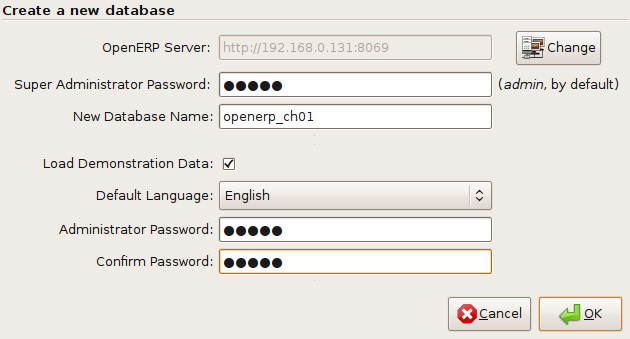 Create a new database
OpenERP Server: http://192.168.0.131:8069 Change
Super Administrator Password: ●●●●● (admin, by default)
New Database Name: openerp_ch01
Load Demonstration Data:
Default Language: English
Administrator Password: ●●●●●
Confirm Password: ●●●●●
Cancel OK